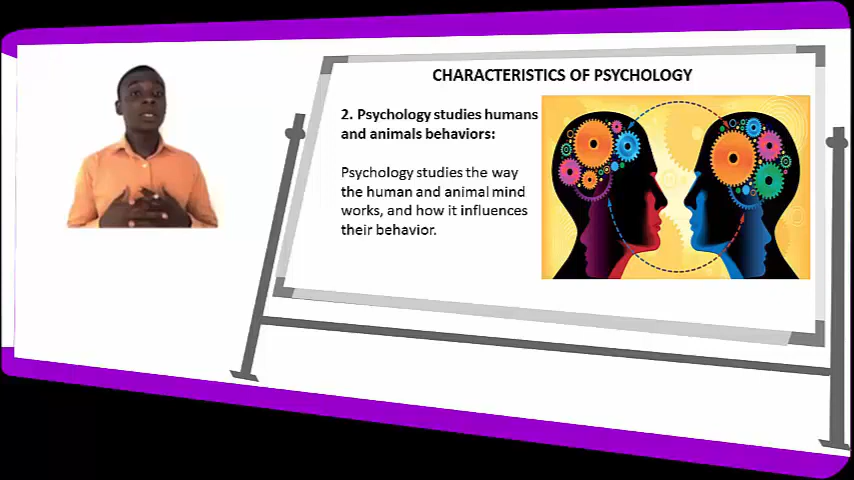 CHARACTERISTICS OF PSYCHOLOGY
2. Psychology studies humans
and animals behaviors:
Psychology studies the way
the human and animal mind
works, and how it influences
their behavior.